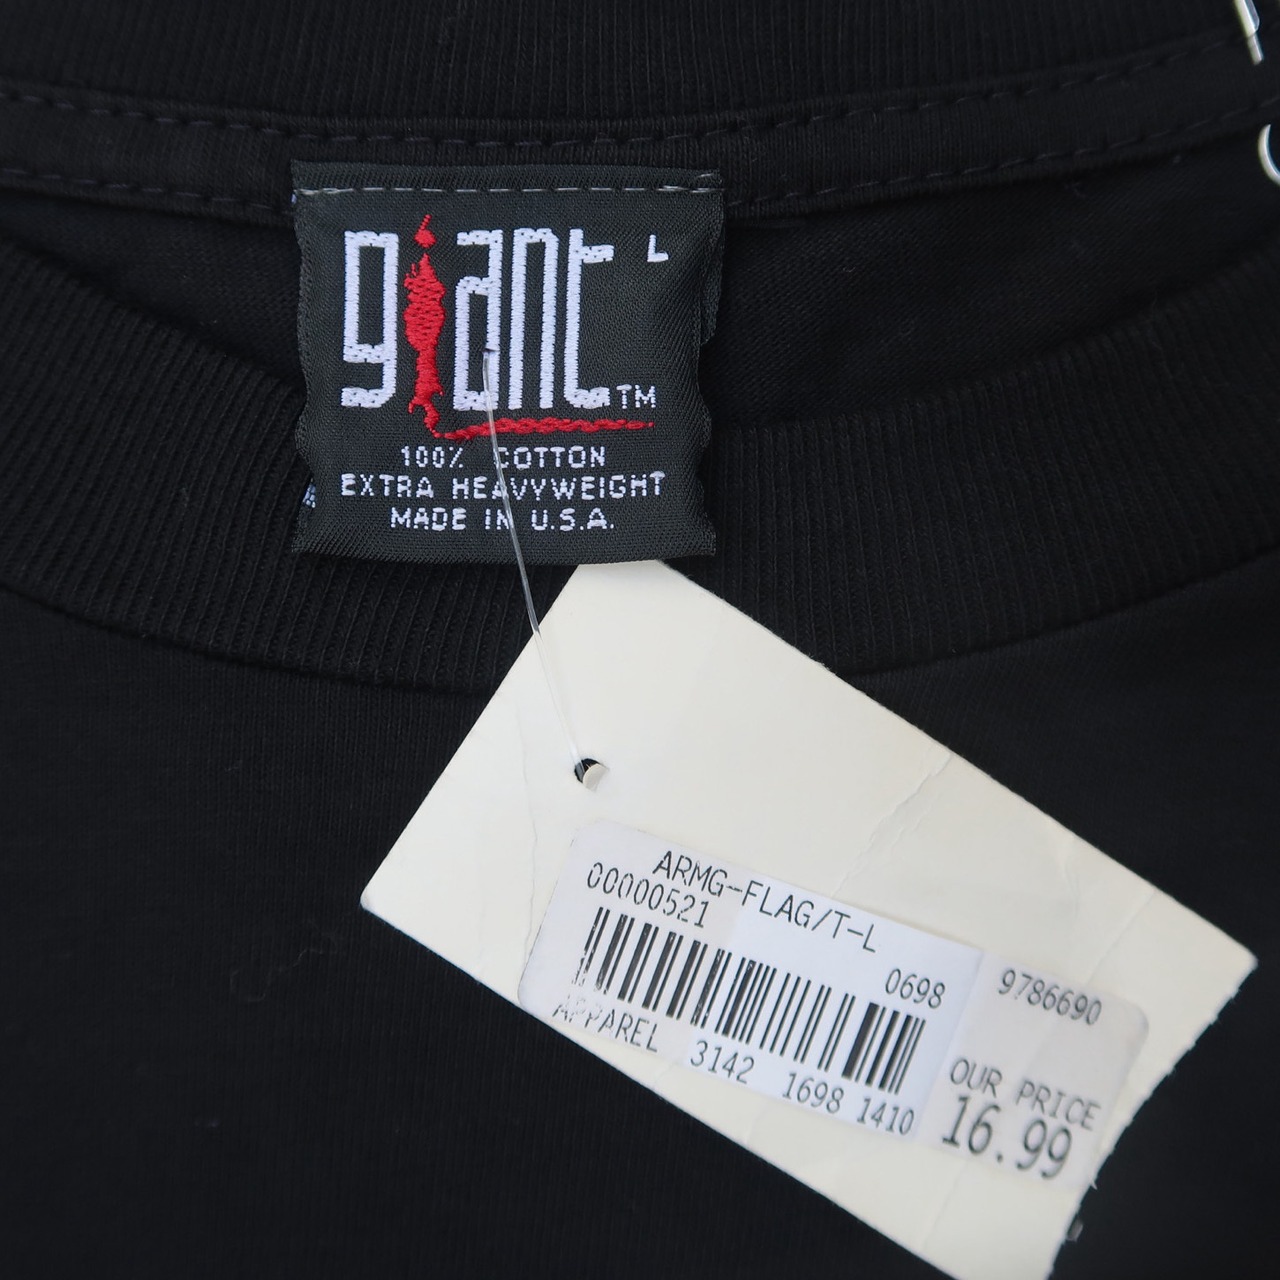 giant L
TM
100% COTTON
EXTRA HEAVYWEIGHT
MADE IN U.S.A.
ARMG-FLAG/T-L
00000521
0698 9786690
APPAREL 3142 1698 1410
OUR PRICE
16.99